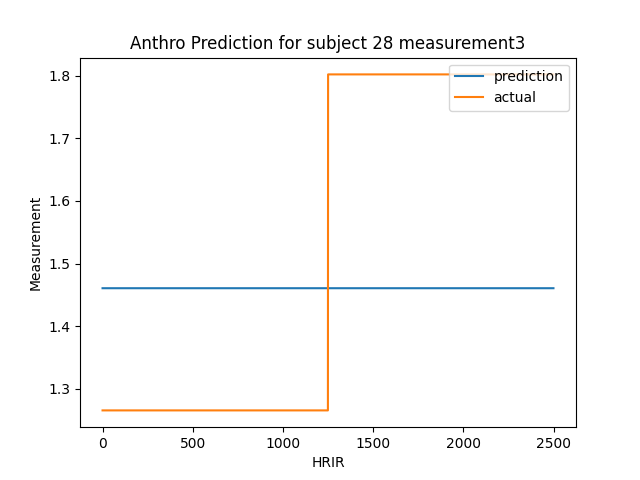 Anthro Prediction for subject 28 measurement3
prediction
actual
1.8
1.7
1.6
1.5
1.4
1.3
Measurement
0 500 1000 1500 2000 2500
HRIR